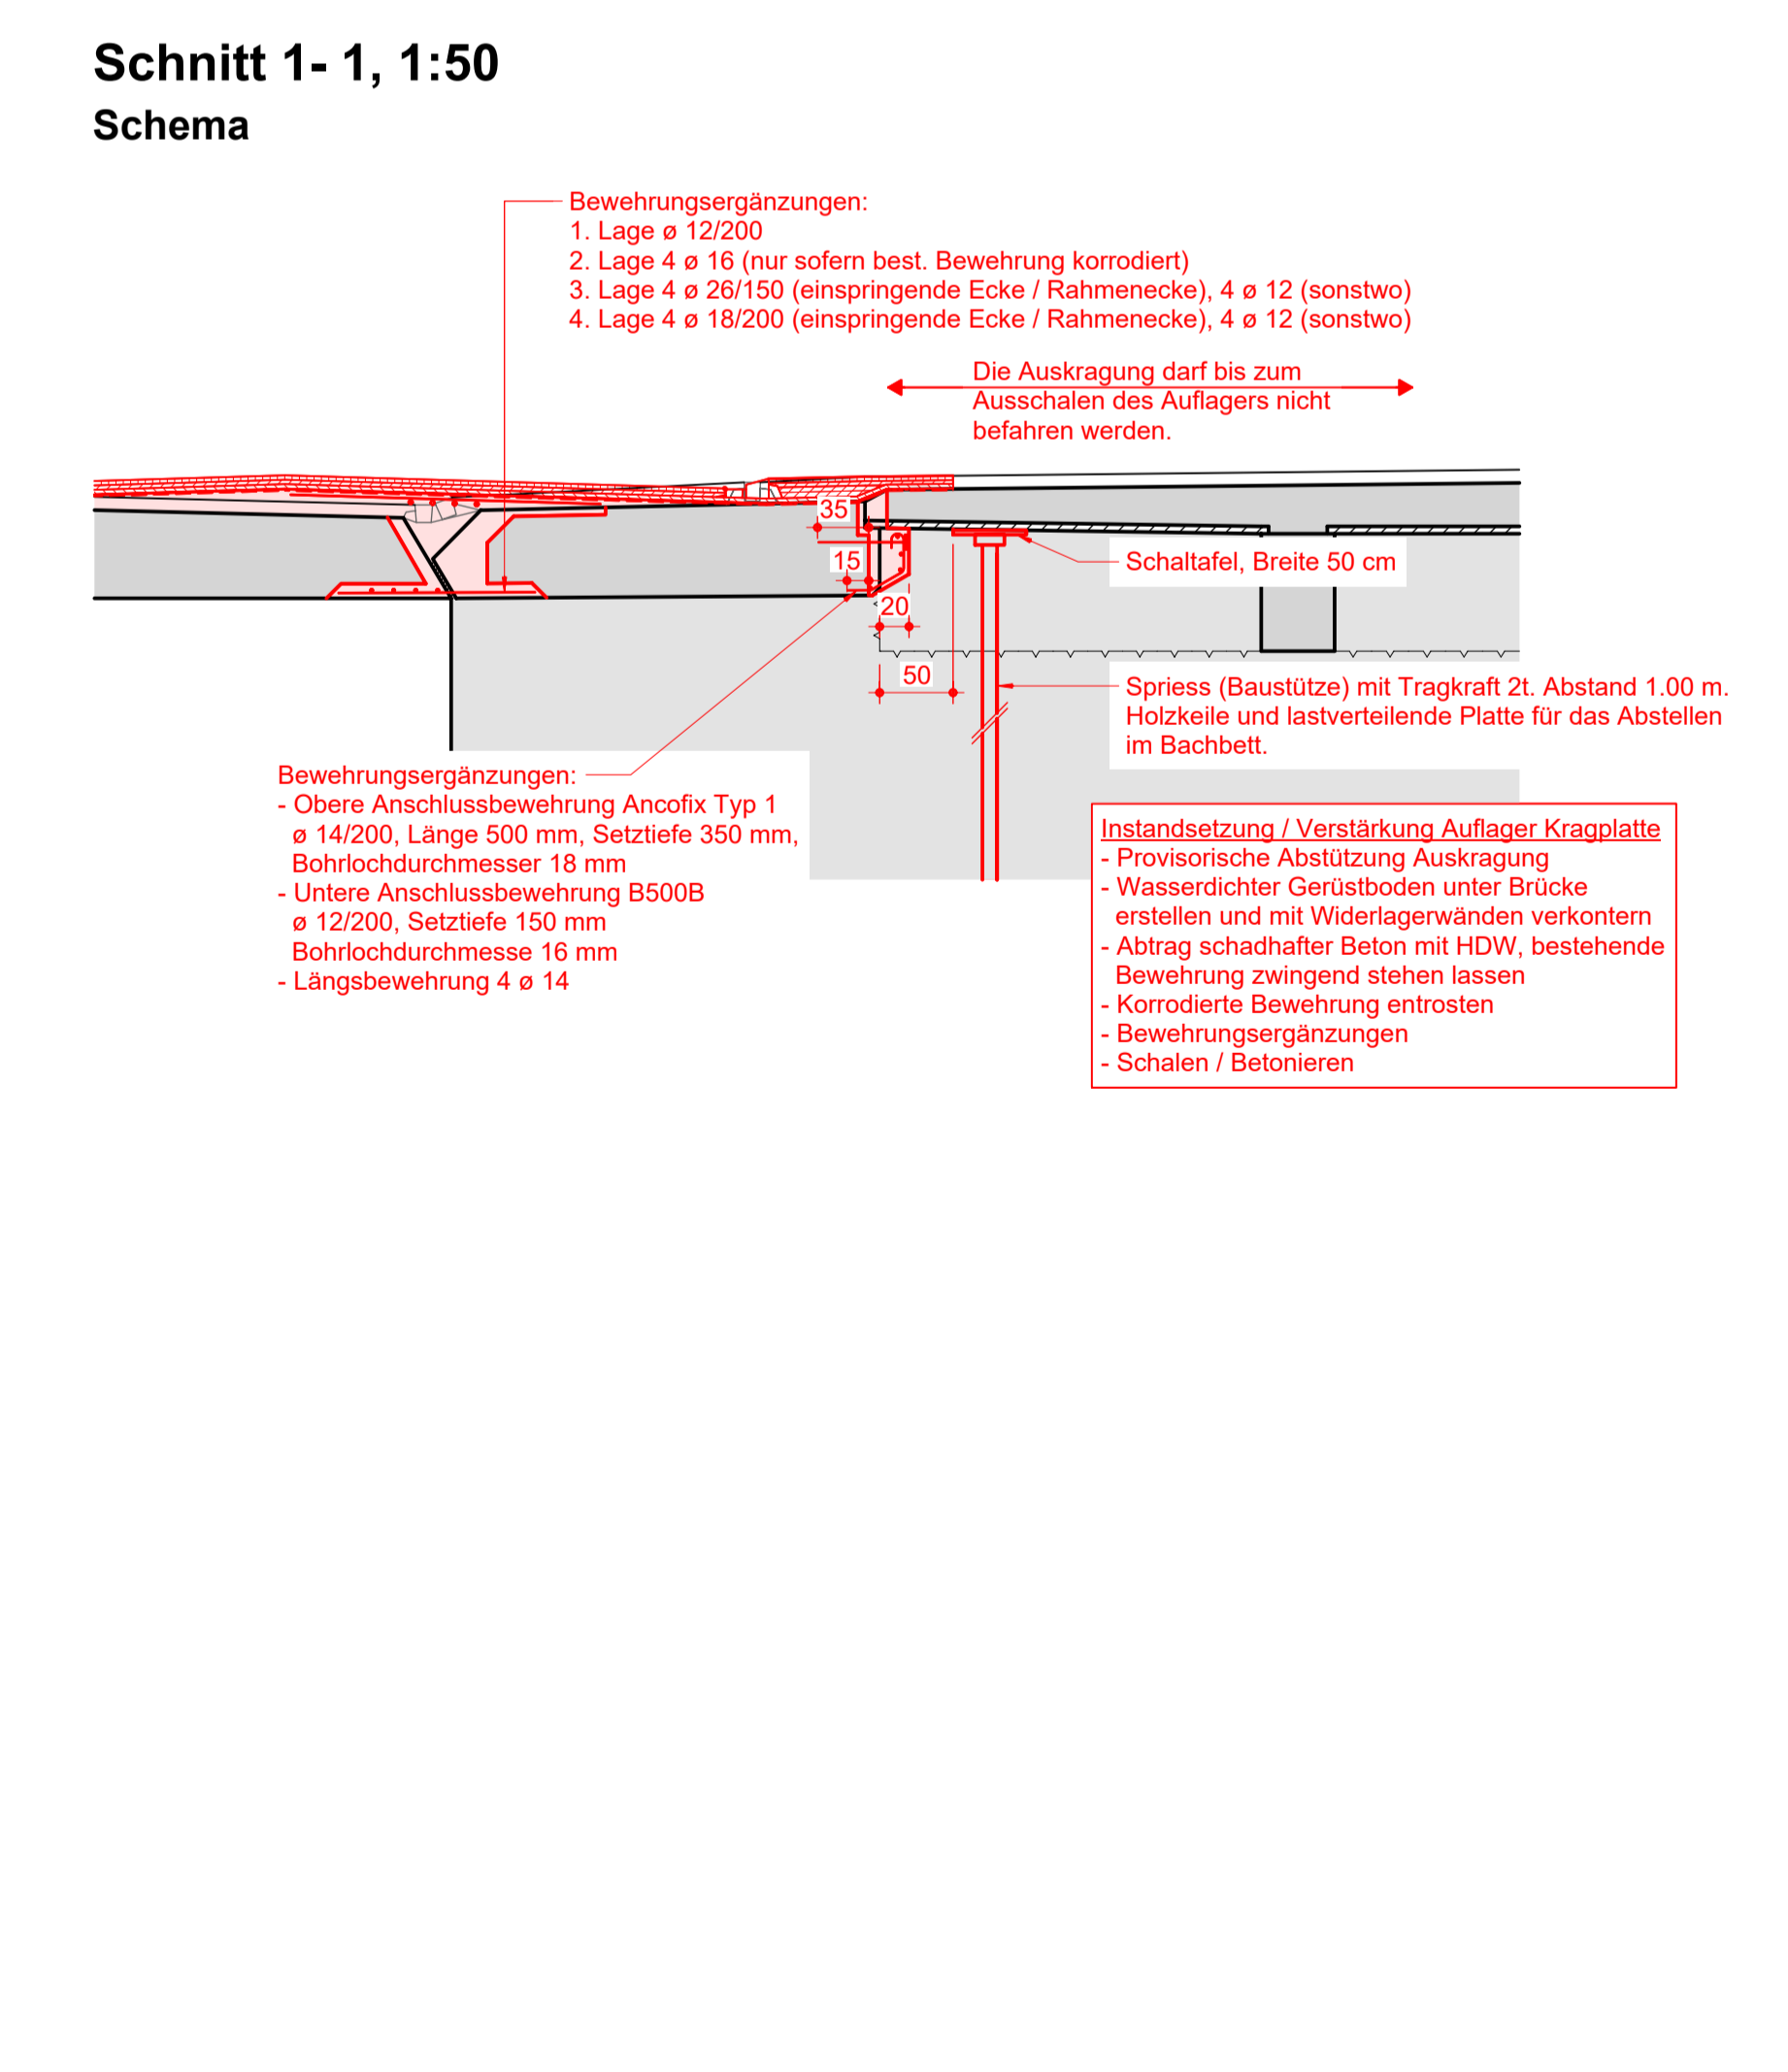 Schnitt 1- 1, 1:50
Schema
Bewehrungsergänzungen:
1. Lage ø 12/200
2. Lage 4 ø 16 (nur sofern best. Bewehrung korrodiert)
3. Lage 4 ø 26/150 (einspringende Ecke / Rahmenecke), 4 ø 12 (sonstwo)
4. Lage 4 ø 18/200 (einspringende Ecke / Rahmenecke), 4 ø 12 (sonstwo)
Die Auskragung darf bis zum
Ausschalen des Auflagers nicht
befahren werden.
35
15
20
50
Schaltafel, Breite 50 cm
Spriess (Baustütze) mit Tragkraft 2t. Abstand 1.00 m.
Holzkeile und lastverteilende Platte für das Abstellen
im Bachbett.
Bewehrungsergänzungen:
- Obere Anschlussbewehrung Ancofix Typ 1
ø 14/200, Länge 500 mm, Setztiefe 350 mm,
Bohrlochdurchmesser 18 mm
- Untere Anschlussbewehrung B500B
ø 12/200, Setztiefe 150 mm
Bohrlochdurchmesse 16 mm
- Längsbewehrung 4 ø 14
Instandsetzung / Verstärkung Auflager Kragplatte
- Provisorische Abstützung Auskragung
- Wasserdichter Gerüstboden unter Brücke
erstellen und mit Widerlagerwänden verkontern
- Abtrag schadhafter Beton mit HDW, bestehende
Bewehrung zwingend stehen lassen
- Korrodierte Bewehrung entrosten
- Bewehrungsergänzungen
- Schalen / Betonieren